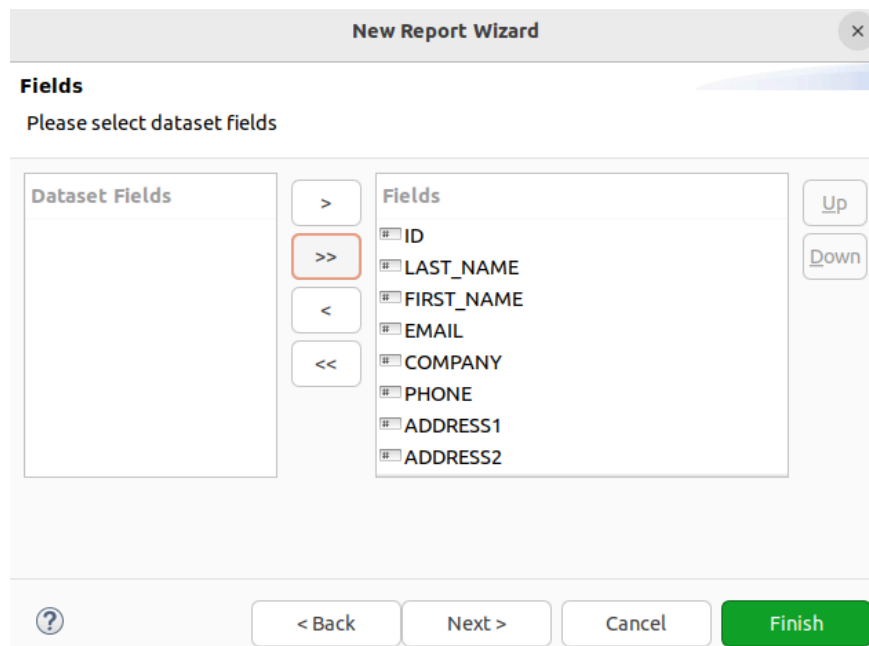 New Report Wizard
Fields
Please select dataset fields
Dataset Fields
>
>>
<
<<
Fields
ID
LAST_NAME
FIRST_NAME
EMAIL
COMPANY
PHONE
ADDRESS1
ADDRESS2
Up
Down
?
< Back
Next >
Cancel
Finish